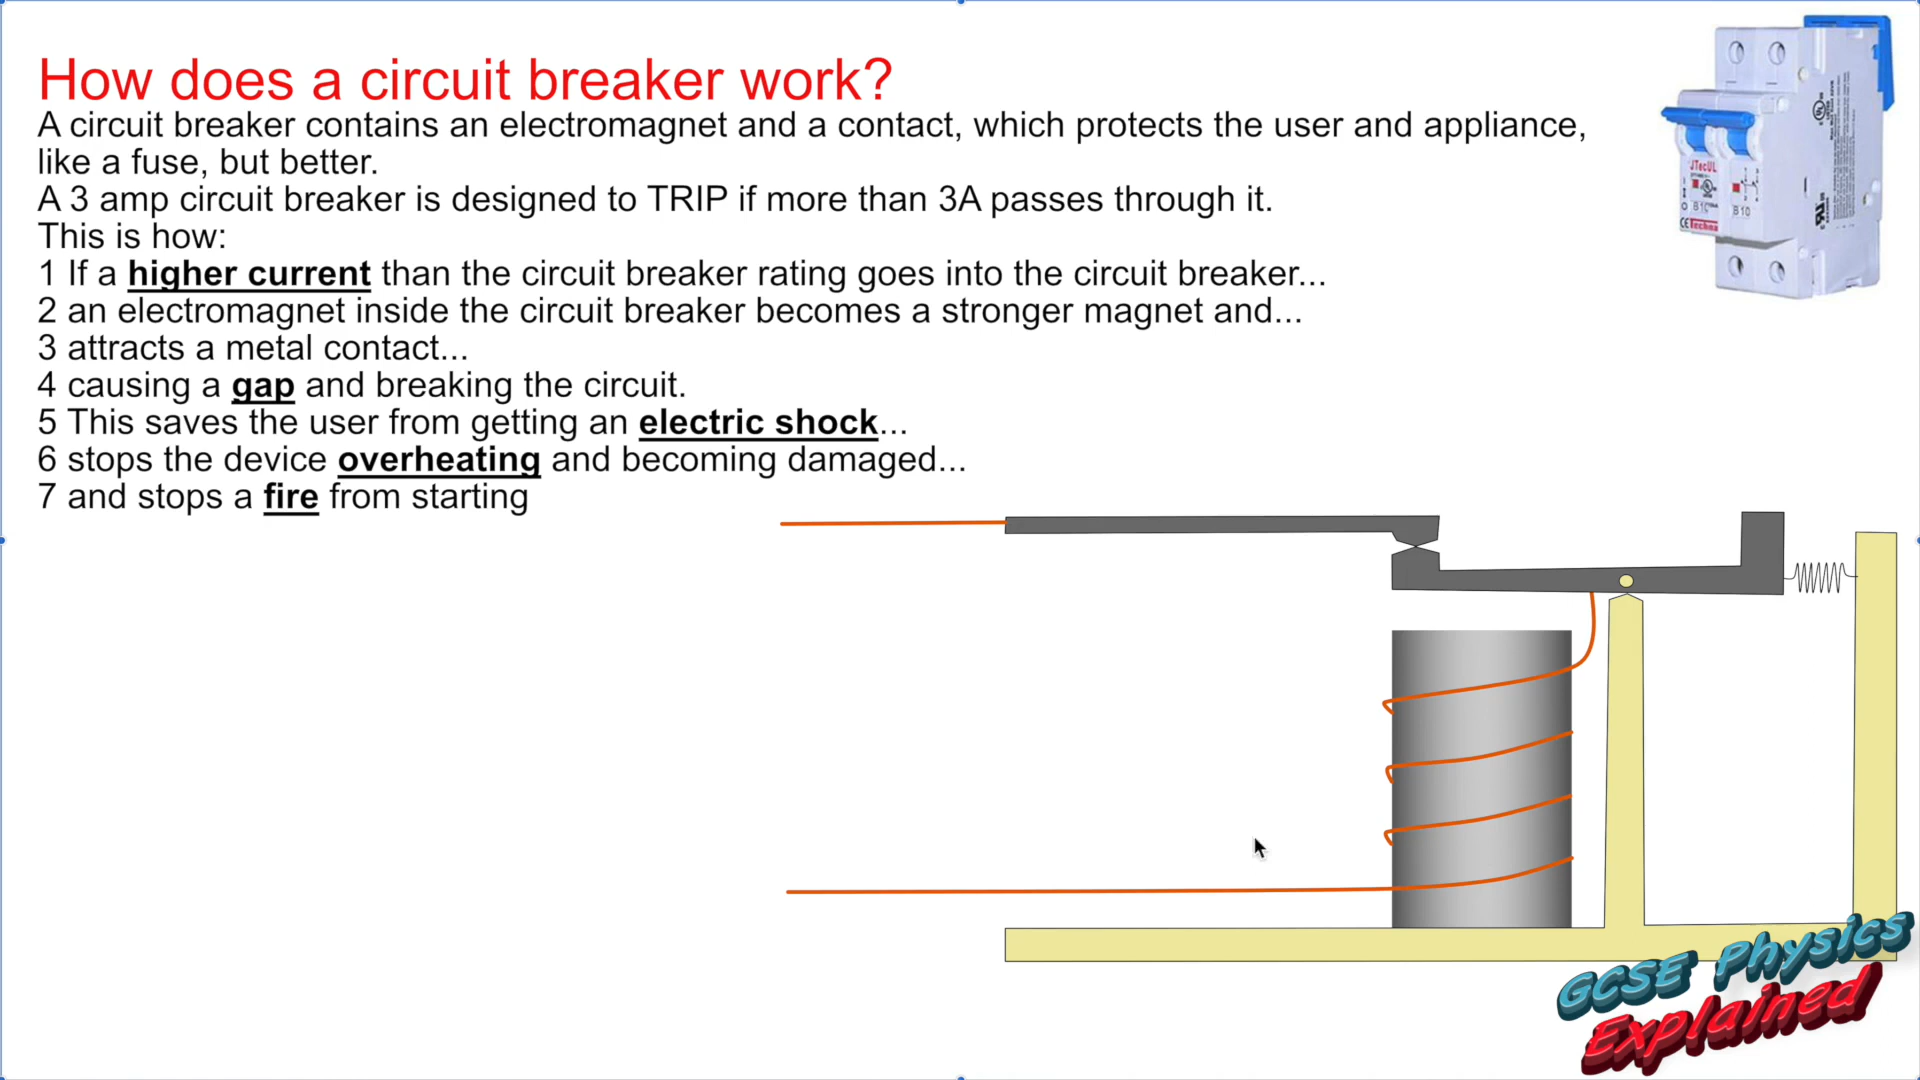 How does a circuit breaker work?
A circuit breaker contains an electromagnet and a contact, which protects the user and appliance,
like a fuse, but better.
A 3 amp circuit breaker is designed to TRIP if more than 3A passes through it.
This is how:
1 If a higher current than the circuit breaker rating goes into the circuit breaker...
2 an electromagnet inside the circuit breaker becomes a stronger magnet and...
3 attracts a metal contact...
4 causing a gap and breaking the circuit.
5 This saves the user from getting an electric shock...
6 stops the device overheating and becoming damaged...
7 and stops a fire from starting
JTecUL
B 10
GCSE Physics
Explained